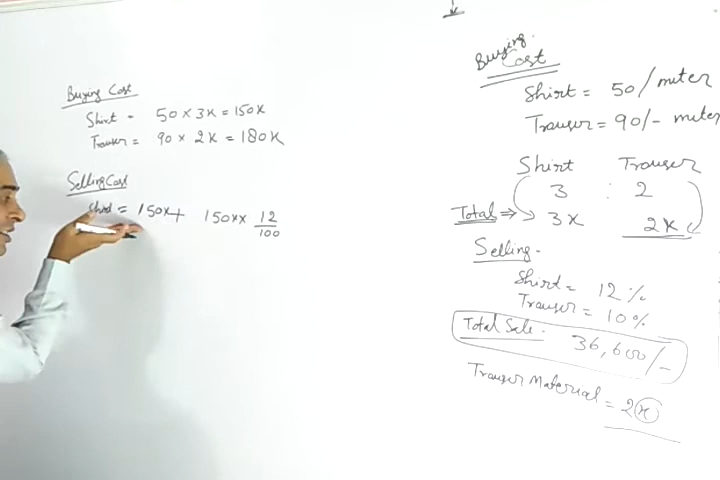 Buying Cost
Shirt = 50 × 3x = 150x
Trouser = 90 × 2x = 180x
Selling Cost
Shirt = 150x + 150x × 12/100
Buying Cost
Shirt = 50/meter
Trouser = 90/- meter
Shirt Trouser
3 : 2
Total ⇒ 3x 2x
Selling -
Shirt = 12%
Trouser = 10%
Total Sale - 36,600/-
Trouser Material = 2x